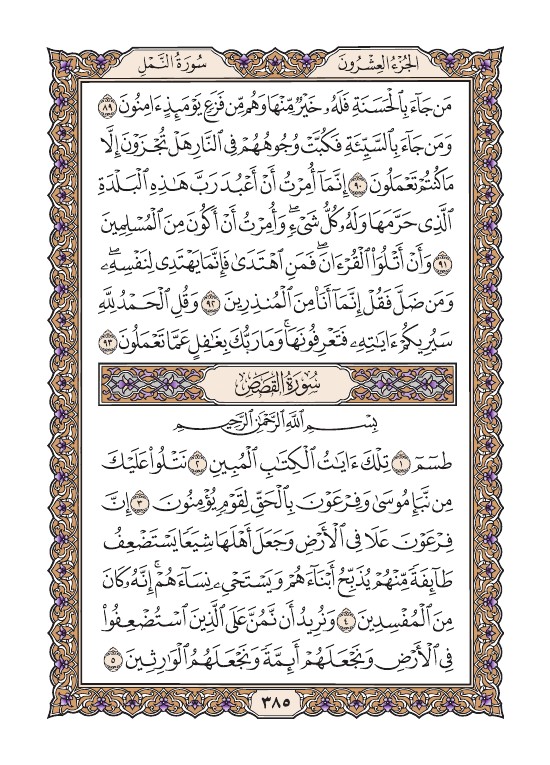 الجُزْءُ العِشْرُونَ سُورَةُ النَّمْلِ
مَن جَآءَ بِٱلْحَسَنَةِ فَلَهُۥ خَيْرٌ مِّنْهَا وَهُم مِّن فَزَعٍ يَوْمَئِذٍ ءَامِنُونَ ٨٩
وَمَن جَآءَ بِٱلسَّيِّئَةِ فَكُبَّتْ وُجُوهُهُمْ فِى ٱلنَّارِ هَلْ تُجْزَوْنَ إِلَّا
مَا كُنتُمْ تَعْمَلُونَ ٩٠ إِنَّمَآ أُمِرْتُ أَنْ أَعْبُدَ رَبَّ هَٰذِهِ ٱلْبَلْدَةِ
ٱلَّذِى حَرَّمَهَا وَلَهُۥ كُلُّ شَىْءٍ ۖ وَأُمِرْتُ أَنْ أَكُونَ مِنَ ٱلْمُسْلِمِينَ
٩١ وَأَنْ أَتْلُوَا۟ ٱلْقُرْءَانَ ۖ فَمَنِ ٱهْتَدَىٰ فَإِنَّمَا يَهْتَدِى لِنَفْسِهِۦ ۖ
وَمَن ضَلَّ فَقُلْ إِنَّمَآ أَنَا۠ مِنَ ٱلْمُنذِرِينَ ٩٢ وَقُلِ ٱلْحَمْدُ لِلَّهِ
سَيُرِيكُمْ ءَايَٰتِهِۦ فَتَعْرِفُونَهَا ۚ وَمَا رَبُّكَ بِغَٰفِلٍ عَمَّا تَعْمَلُونَ ٩٣
سُورَةُ القَصَصِ
بِسْمِ ٱللَّهِ ٱلرَّحْمَٰنِ ٱلرَّحِيمِ
طسٓمٓ ١ تِلْكَ ءَايَٰتُ ٱلْكِتَٰبِ ٱلْمُبِينِ ٢ نَتْلُوا۟ عَلَيْكَ
مِن نَّبَإِ مُوسَىٰ وَفِرْعَوْنَ بِٱلْحَقِّ لِقَوْمٍ يُؤْمِنُونَ ٣ إِنَّ
فِرْعَوْنَ عَلَا فِى ٱلْأَرْضِ وَجَعَلَ أَهْلَهَا شِيَعًا يَسْتَضْعِفُ
طَآئِفَةً مِّنْهُمْ يُذَبِّحُ أَبْنَآءَهُمْ وَيَسْتَحْىِۦ نِسَآءَهُمْ ۚ إِنَّهُۥ كَانَ
مِنَ ٱلْمُفْسِدِينَ ٤ وَنُرِيدُ أَن نَّمُنَّ عَلَى ٱلَّذِينَ ٱسْتُضْعِفُوا۟
فِى ٱلْأَرْضِ وَنَجْعَلَهُمْ أَئِمَّةً وَنَجْعَلَهُمُ ٱلْوَٰرِثِينَ ٥
٣٨٥